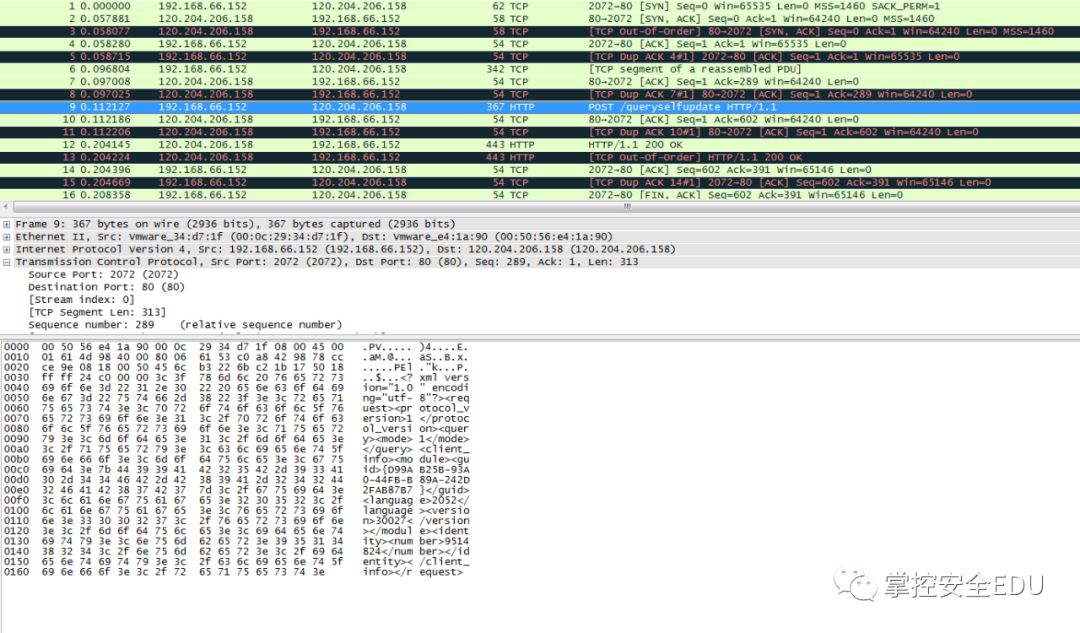 1 0.000000 192.168.66.152 120.204.206.158 62 TCP 2072→80 [SYN] Seq=0 Win=65535 Len=0 MSS=1460 SACK_PERM=1
2 0.057881 120.204.206.158 192.168.66.152 58 TCP 80→2072 [SYN, ACK] Seq=0 Ack=1 Win=64240 Len=0 MSS=1460
3 0.058077 120.204.206.158 192.168.66.152 58 TCP [TCP Out-Of-Order] 80→2072 [SYN, ACK] Seq=0 Ack=1 Win=64240 Len=0 MSS=1460
4 0.058280 192.168.66.152 120.204.206.158 54 TCP 2072→80 [ACK] Seq=1 Ack=1 Win=65535 Len=0
5 0.058715 192.168.66.152 120.204.206.158 54 TCP [TCP Dup ACK 4#1] 2072→80 [ACK] Seq=1 Ack=1 Win=65535 Len=0
6 0.096804 192.168.66.152 120.204.206.158 342 TCP [TCP segment of a reassembled PDU]
7 0.097008 120.204.206.158 192.168.66.152 54 TCP 80→2072 [ACK] Seq=1 Ack=289 Win=64240 Len=0
8 0.097025 120.204.206.158 192.168.66.152 54 TCP [TCP Dup ACK 7#1] 80→2072 [ACK] Seq=1 Ack=289 Win=64240 Len=0
9 0.112127 192.168.66.152 120.204.206.158 367 HTTP POST /queryselfupdate HTTP/1.1
10 0.112186 120.204.206.158 192.168.66.152 54 TCP 80→2072 [ACK] Seq=1 Ack=602 Win=64240 Len=0
11 0.112206 120.204.206.158 192.168.66.152 54 TCP [TCP Dup ACK 10#1] 80→2072 [ACK] Seq=1 Ack=602 Win=64240 Len=0
12 0.204145 120.204.206.158 192.168.66.152 443 HTTP HTTP/1.1 200 OK
13 0.204224 120.204.206.158 192.168.66.152 443 HTTP [TCP Out-Of-Order] HTTP/1.1 200 OK
14 0.204396 192.168.66.152 120.204.206.158 54 TCP 2072→80 [ACK] Seq=602 Ack=391 Win=65146 Len=0
15 0.204669 192.168.66.152 120.204.206.158 54 TCP [TCP Dup ACK 14#1] 2072→80 [ACK] Seq=602 Ack=391 Win=65146 Len=0
16 0.208358 192.168.66.152 120.204.206.158 54 TCP 2072→80 [FIN, ACK] Seq=602 Ack=391 Win=65146 Len=0
Frame 9: 367 bytes on wire (2936 bits), 367 bytes captured (2936 bits)
Ethernet II, Src: Vmware_34:d7:1f (00:0c:29:34:d7:1f), Dst: Vmware_e4:1a:90 (00:50:56:e4:1a:90)
Internet Protocol Version 4, Src: 192.168.66.152 (192.168.66.152), Dst: 120.204.206.158 (120.204.206.158)
Transmission Control Protocol, Src Port: 2072 (2072), Dst Port: 80 (80), Seq: 289, Ack: 1, Len: 313
Source Port: 2072 (2072)
Destination Port: 80 (80)
[Stream index: 0]
[TCP Segment Len: 313]
Sequence number: 289 (relative sequence number)
0000 00 50 56 e4 1a 90 00 0c 29 34 d7 1f 08 00 45 00 .PV..... )4....E.
0010 01 61 4d 98 40 00 80 06 61 53 c0 a8 42 98 78 cc .aM.@... aS..B.x.
0020 ce 9e 08 18 00 50 45 6c b3 22 6b c2 1b 17 50 18 .....PEl ."k...P.
0030 ff ff 24 c0 00 00 3c 3f 78 6d 6c 20 76 65 72 73 ..$...<? xml vers
0040 69 6f 6e 3d 22 31 2e 30 22 20 65 6e 63 6f 64 69 ion="1.0 " encodi
0050 6e 67 3d 22 75 74 66 2d 38 22 3f 3e 3c 72 65 71 ng="utf- 8"?><req
0060 75 65 73 74 3e 3c 70 72 6f 74 6f 63 6f 6c 5f 76 uest><pr otocol_v
0070 65 72 73 69 6f 6e 3e 31 3c 2f 70 72 6f 74 6f 63 ersion>1 </protoc
0080 6f 6c 5f 76 65 72 73 69 6f 6e 3e 3c 71 75 65 72 ol_versi on><quer
0090 79 3e 3c 6d 6f 64 65 3e 31 3c 2f 6d 6f 64 65 3e y><mode> 1</mode>
00a0 3c 2f 71 75 65 72 79 3e 3c 63 6c 69 65 6e 74 5f </query> <client_
00b0 69 6e 66 6f 3e 3c 6d 6f 64 75 6c 65 3e 3c 67 75 info><mo dule><gu
00c0 69 64 3e 7b 44 39 39 41 42 32 35 42 2d 39 33 41 id>{D99A B25B-93A
00d0 30 2d 34 34 46 42 2d 42 38 39 41 2d 32 34 32 44 0-44FB-B 89A-242D
00e0 32 46 41 42 38 37 42 37 7d 3c 2f 67 75 69 64 3e 2FAB87B7 }</guid>
00f0 3c 6c 61 6e 67 75 61 67 65 3e 32 30 35 32 3c 2f <languag e>2052</
0100 6c 61 6e 67 75 61 67 65 3e 3c 76 65 72 73 69 6f language ><versio
0110 6e 3e 33 30 30 32 37 3c 2f 76 65 72 73 69 6f 6e n>30027< /version
0120 3e 3c 2f 6d 6f 64 75 6c 65 3e 3c 69 64 65 6e 74 ></modul e><ident
0130 69 74 79 3e 3c 6e 75 6d 62 65 72 3e 39 35 31 34 ity><num ber>9514
0140 38 32 34 3c 2f 6e 75 6d 62 65 72 3e 3c 2f 69 64 824</num ber></id
0150 65 6e 74 69 74 79 3e 3c 2f 63 6c 69 65 6e 74 5f entity>< /client_
0160 69 6e 66 6f 3e 3c 2f 72 65 71 75 65 73 74 3e info></r equest>
掌控安全EDU